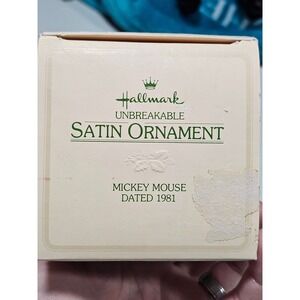 Hallmark
UNBREAKABLE
SATIN ORNAMENT
MICKEY MOUSE
DATED 1981